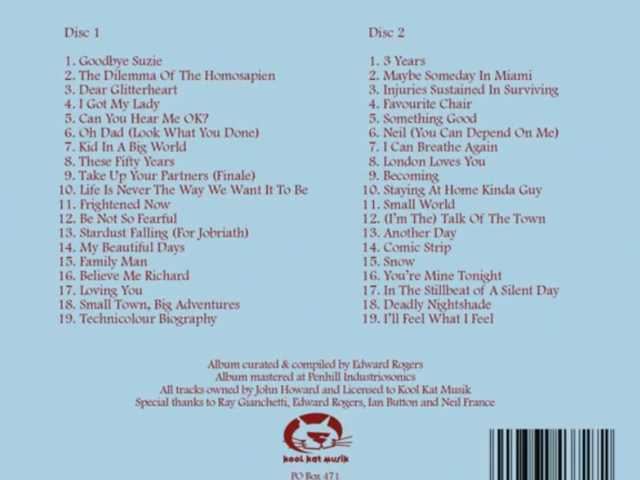 Disc 1
1. Goodbye Suzie
2. The Dilemma Of The Homosapien
3. Dear Glitterheart
4. I Got My Lady
5. Can You Hear Me OK?
6. Oh Dad (Look What You Done)
7. Kid In A Big World
8. These Fifty Years
9. Take Up Your Partners (Finale)
10. Life Is Never The Way We Want It To Be
11. Frightened Now
12. Be Not So Fearful
13. Stardust Falling (For Jobriath)
14. My Beautiful Days
15. Family Man
16. Believe Me Richard
17. Loving You
18. Small Town, Big Adventures
19. Technicolour Biography
Disc 2
1. 3 Years
2. Maybe Someday In Miami
3. Injuries Sustained In Surviving
4. Favourite Chair
5. Something Good
6. Neil (You Can Depend On Me)
7. I Can Breathe Again
8. London Loves You
9. Becoming
10. Staying At Home Kinda Guy
11. Small World
12. (I'm The) Talk Of The Town
13. Another Day
14. Comic Strip
15. Snow
16. You're Mine Tonight
17. In The Stillbeat of A Silent Day
18. Deadly Nightshade
19. I'll Feel What I Feel
Album curated & compiled by Edward Rogers
Album mastered at Penhill Industriosonics
All tracks owned by John Howard and Licensed to Kool Kat Musik
Special thanks to Ray Gianchetti, Edward Rogers, Ian Button and Neil France
kool kat musik
PO Box 471